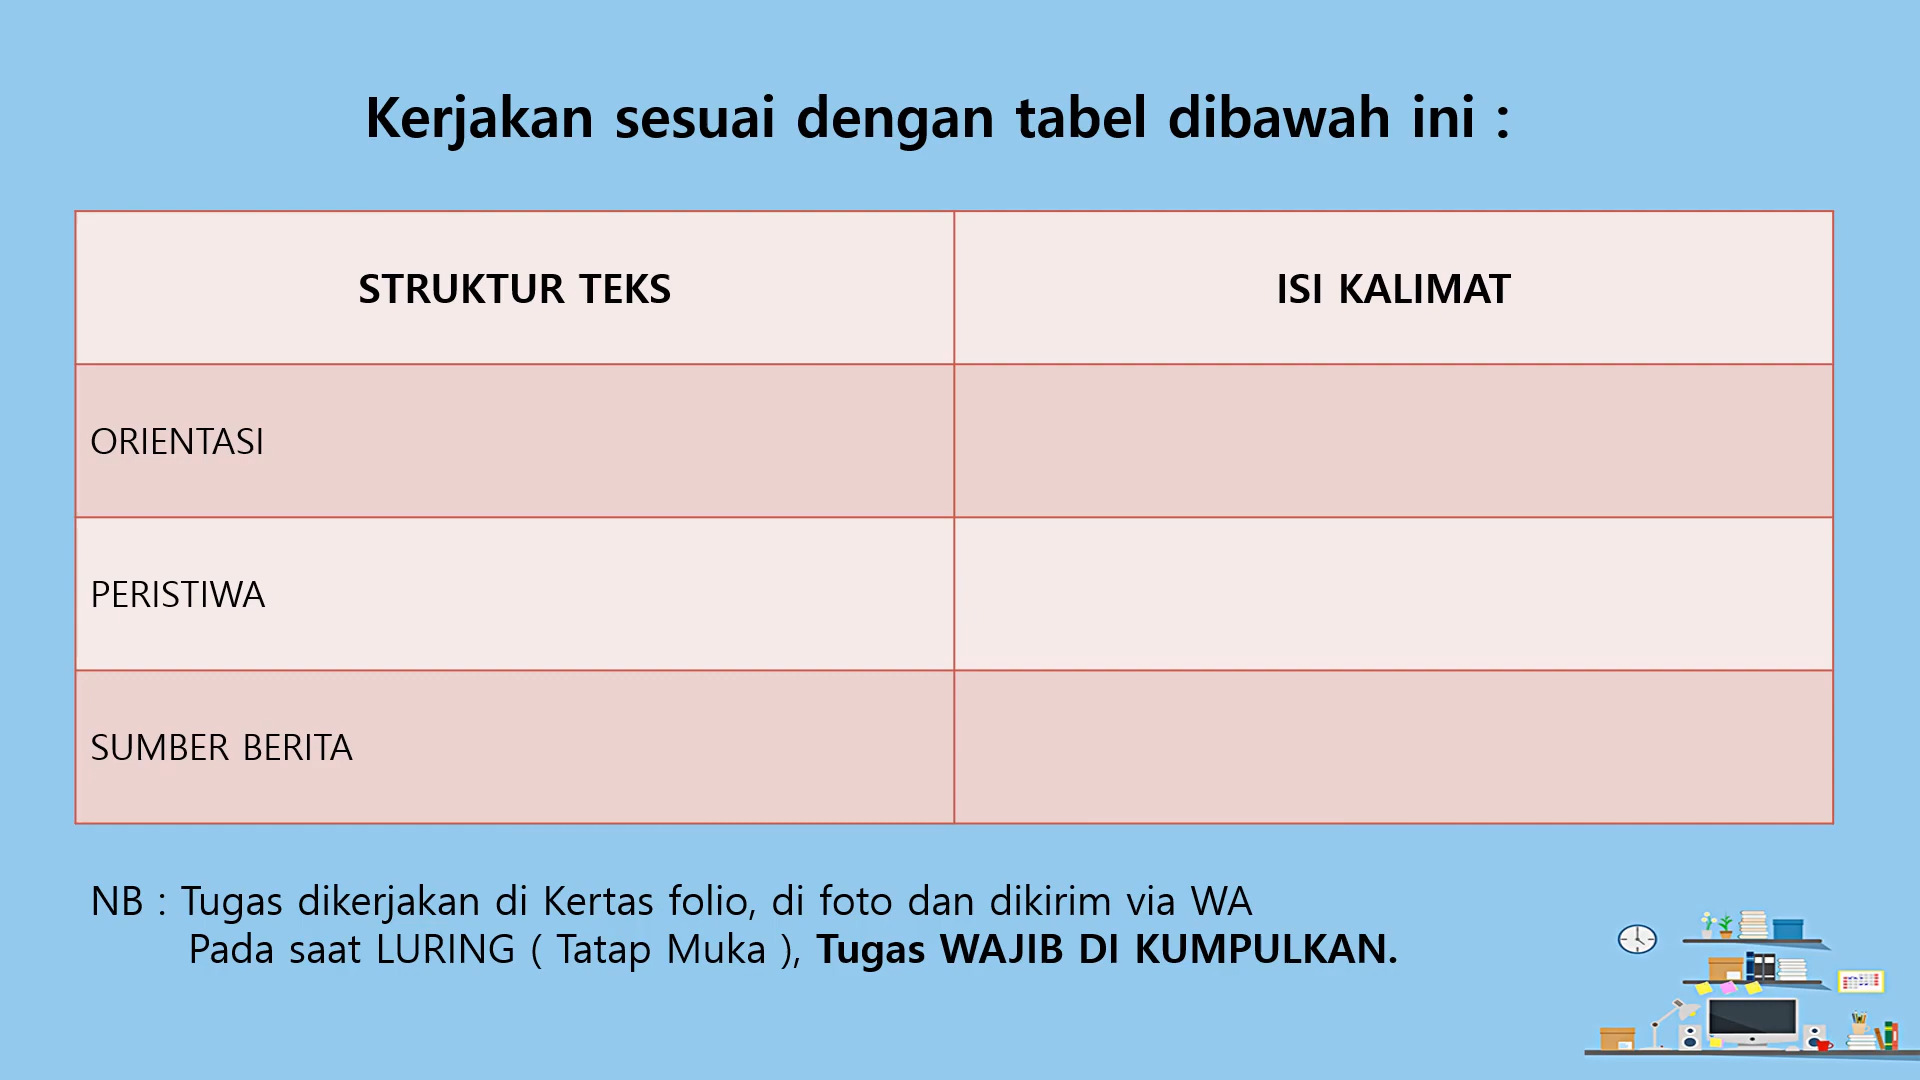 Kerjakan sesuai dengan tabel dibawah ini :
STRUKTUR TEKS
ISI KALIMAT
ORIENTASI
PERISTIWA
SUMBER BERITA
NB : Tugas dikerjakan di Kertas folio, di foto dan dikirim via WA
Pada saat LURING ( Tatap Muka ), Tugas WAJIB DI KUMPULKAN.